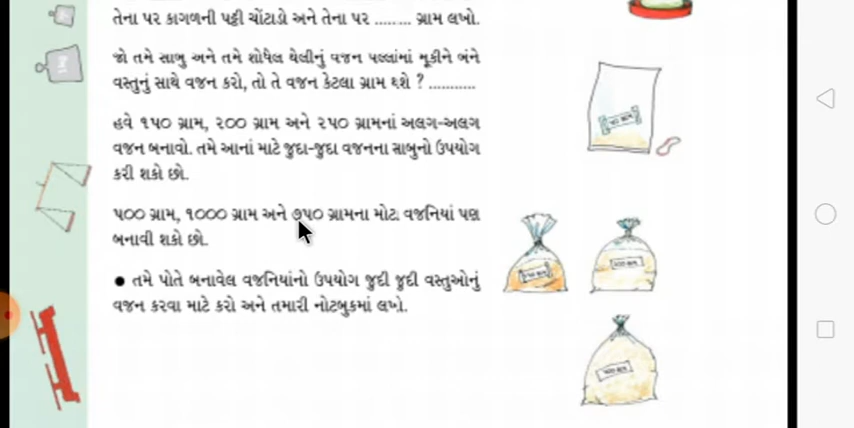 તેના પર કાગળની પટ્ટી ચોંટાડો અને તેના પર ......... ગ્રામ લખો.
જો તમે સાબુ અને તમે શોધેલ થેલીનું વજન પલ્લાંમાં મૂકીને બંને
વસ્તુનું સાથે વજન કરો, તો તે વજન કેટલા ગ્રામ થશે ? ............
હવે ૧૫૦ ગ્રામ, ૨૦૦ ગ્રામ અને ૨૫૦ ગ્રામનાં અલગ-અલગ
વજન બનાવો. તમે આનાં માટે જુદા-જુદા વજનના સાબુનો ઉપયોગ
કરી શકો છો.
૫૦૦ ગ્રામ, ૧૦૦૦ ગ્રામ અને ૭૫૦ ગ્રામના મોટા વજનિયાં પણ
બનાવી શકો છો.
● તમે પોતે બનાવેલ વજનિયાંનો ઉપયોગ જુદી જુદી વસ્તુઓનું
વજન કરવા માટે કરો અને તમારી નોટબુકમાં લખો.